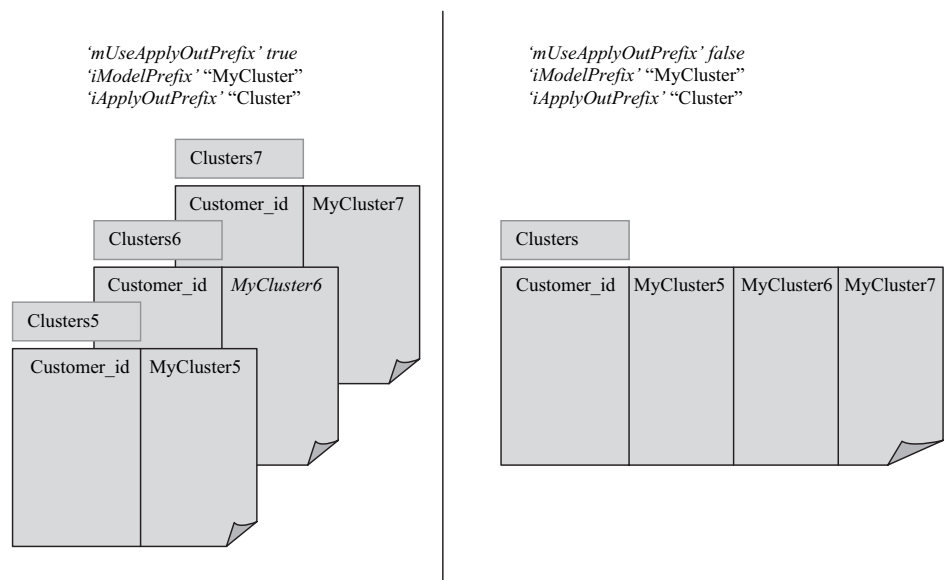 ‘mUseApplyOutPrefix’ true
‘iModelPrefix’ “MyCluster”
‘iApplyOutPrefix’ “Cluster”
Clusters7
Customer_id MyCluster7
Clusters6
Customer_id MyCluster6
Clusters5
Customer_id MyCluster5
‘mUseApplyOutPrefix’ false
‘iModelPrefix’ “MyCluster”
‘iApplyOutPrefix’ “Cluster”
Clusters
Customer_id MyCluster5 MyCluster6 MyCluster7